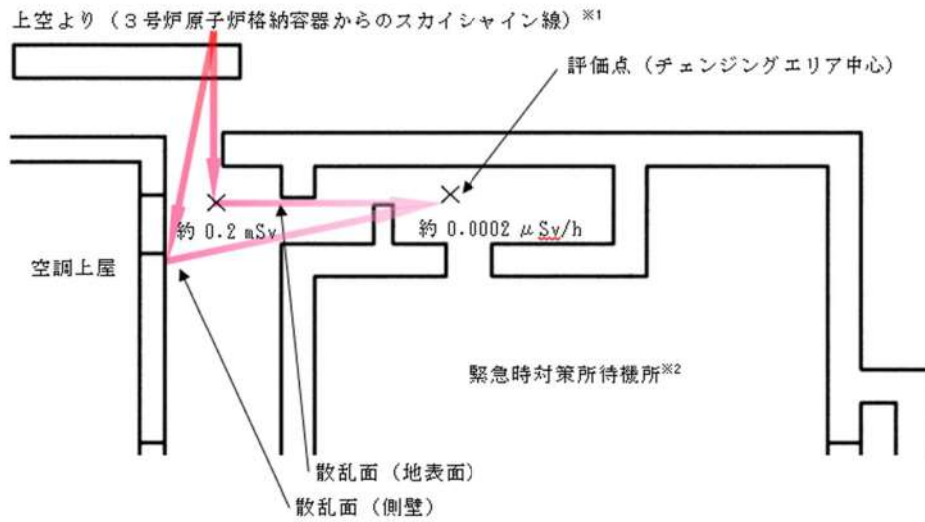 上空より（３号炉原子炉格納容器からのスカイシャイン線）※1
評価点（チェンジングエリア中心）
約 0.2 mSv
約 0.0002 μSv/h
空調上屋
緊急時対策所待機所※2
散乱面（地表面）
散乱面（側壁）